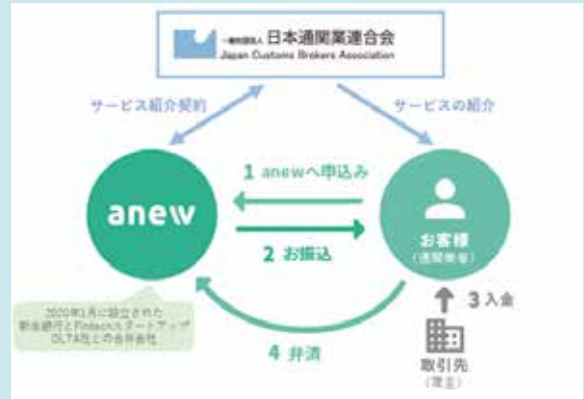 一般社団法人 日本通関業連合会
Japan Customs Brokers Association
サービス紹介契約
サービスの紹介
1 anewへ申込み
anew
2 お振込
お客様
(通関業者)
2020年1月に設立された
新生銀行とFintechスタートアップ
OLTA社との合弁会社
3 入金
4 弁済
取引先
(荷主)